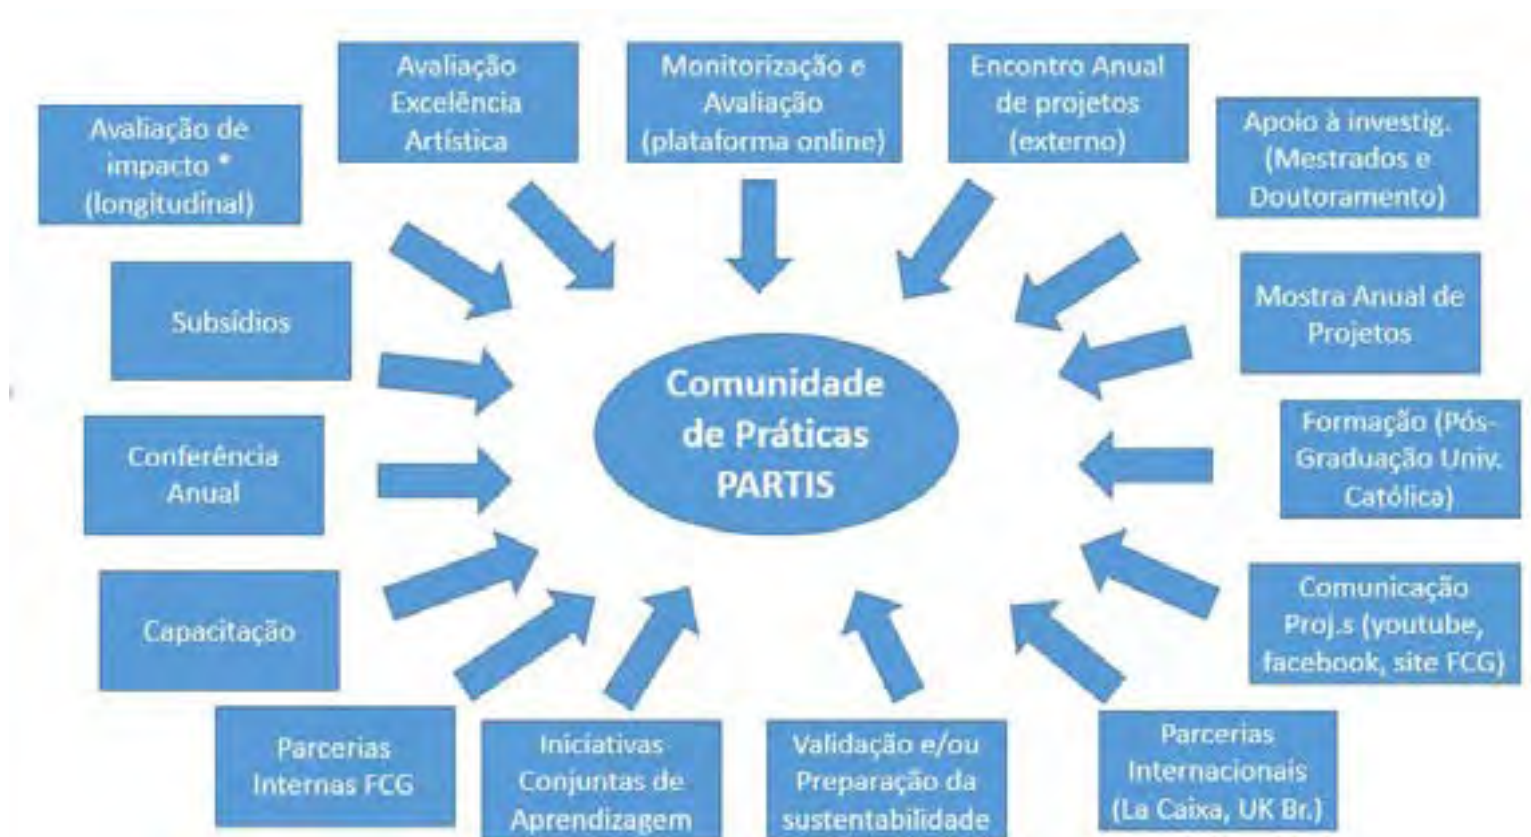 Avaliação
Excelência
Artística
Monitorização e
Avaliação
(plataforma online)
Encontro Anual
de projetos
(externo)
Avaliação de
impacto *
(longitudinal)
Apoio à investig.
(Mestrados e
Doutoramento)
Subsídios
Mostra Anual de
Projetos
Comunidade
de Práticas
PARTIS
Conferência
Anual
Formação (Pós-
Graduação Univ.
Católica)
Capacitação
Comunicação
Proj.s (youtube,
facebook, site FCG)
Parcerias
Internas FCG
Iniciativas
Conjuntas de
Aprendizagem
Validação e/ou
Preparação da
sustentabilidade
Parcerias
Internacionais
(La Caixa, UK Br.)